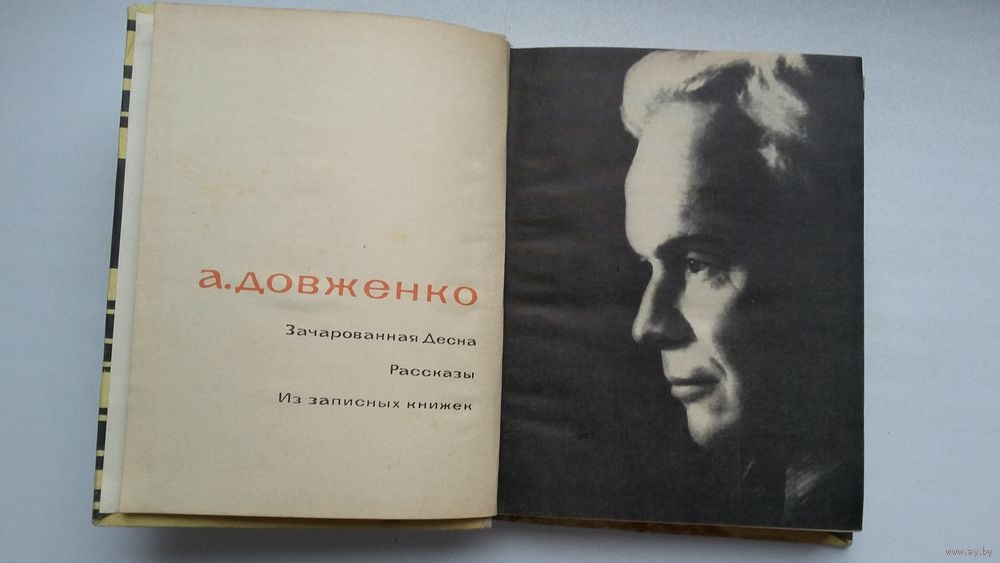 а. ДОВЖЕНКО
Зачарованная Десна
Рассказы
Из записных книжек
www.ay.by